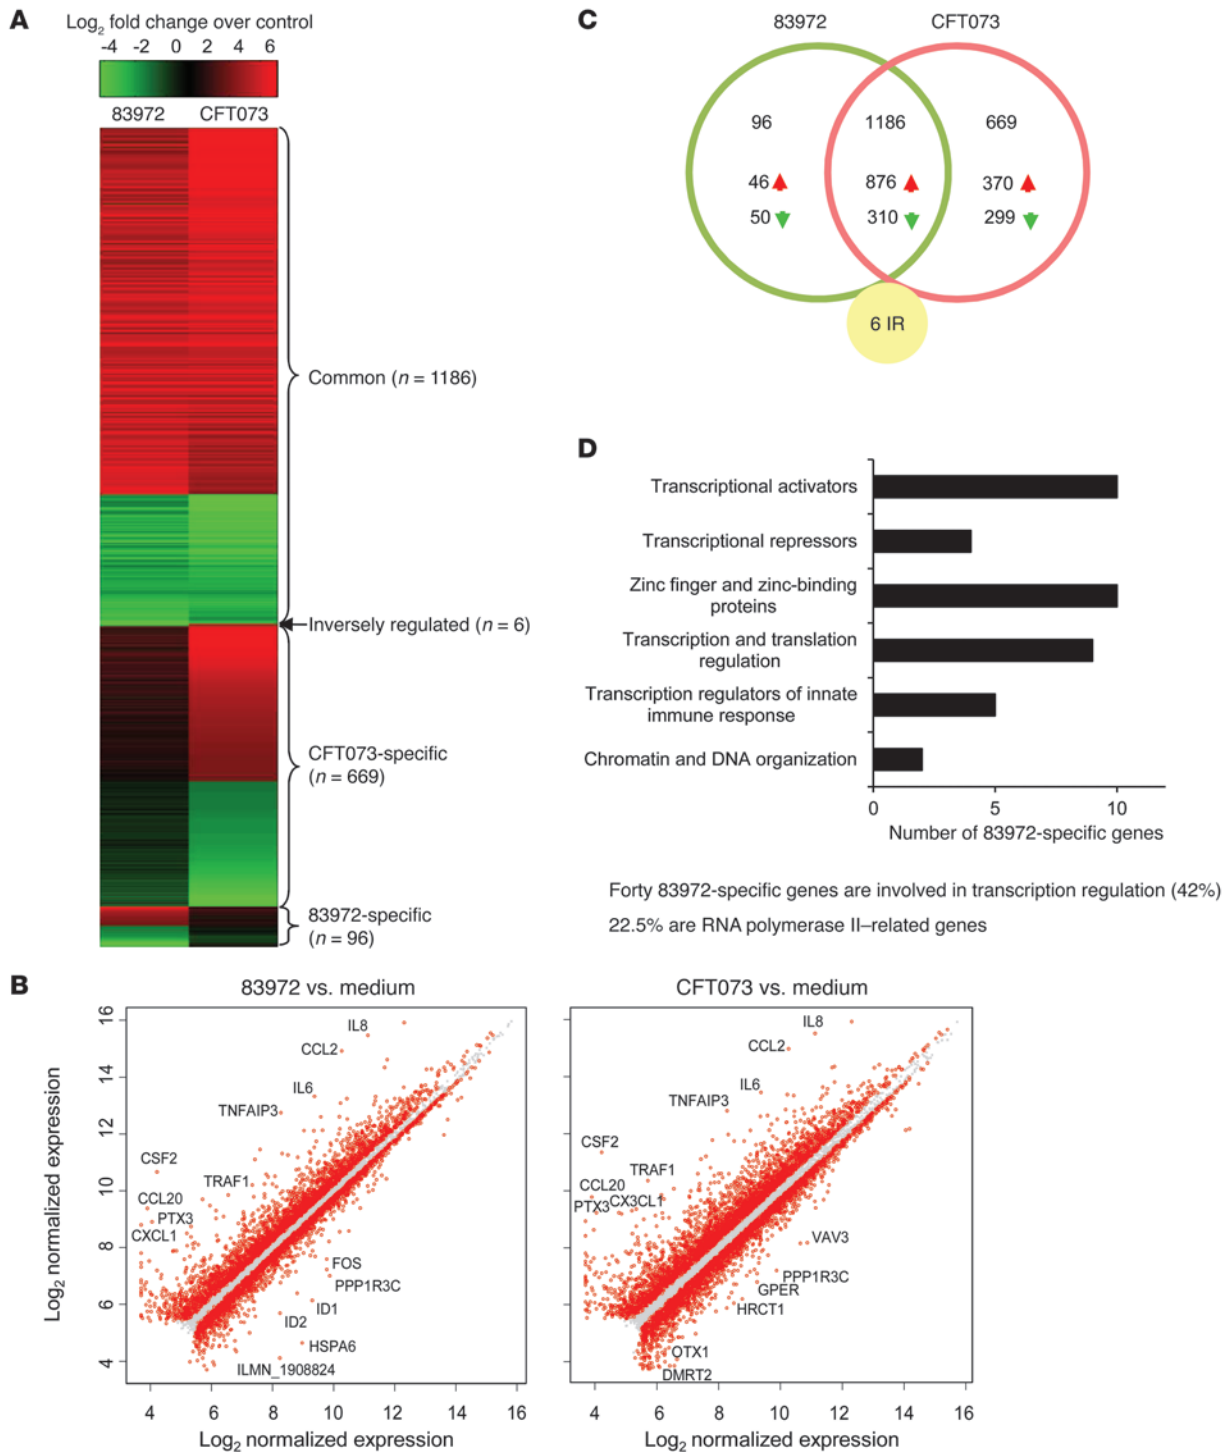 A
Log2 fold change over control
-4 -2 0 2 4 6
83972 CFT073
Common (n = 1186)
Inversely regulated (n = 6)
CFT073-specific
(n = 669)
83972-specific
(n = 96)
C
83972 CFT073
96 1186 669
46 876 370
50 310 299
6 IR
D
Transcriptional activators
Transcriptional repressors
Zinc finger and zinc-binding
proteins
Transcription and translation
regulation
Transcription regulators of innate
immune response
Chromatin and DNA organization
0 5 10
Number of 83972-specific genes
Forty 83972-specific genes are involved in transcription regulation (42%)
22.5% are RNA polymerase II–related genes
B
83972 vs. medium
Log2 normalized expression
16
14
12
10
8
6
4
IL8
CCL2
IL6
TNFAIP3
CSF2
TRAF1
CCL20
PTX3
CXCL1
FOS
PPP1R3C
ID1
ID2
HSPA6
ILMN_1908824
4 6 8 10 12 14 16
Log2 normalized expression
CFT073 vs. medium
IL8
CCL2
IL6
TNFAIP3
CSF2
TRAF1
CCL20
PTX3 CX3CL1
VAV3
PPP1R3C
GPER
HRCT1
OTX1
DMRT2
4 6 8 10 12 14 16
Log2 normalized expression